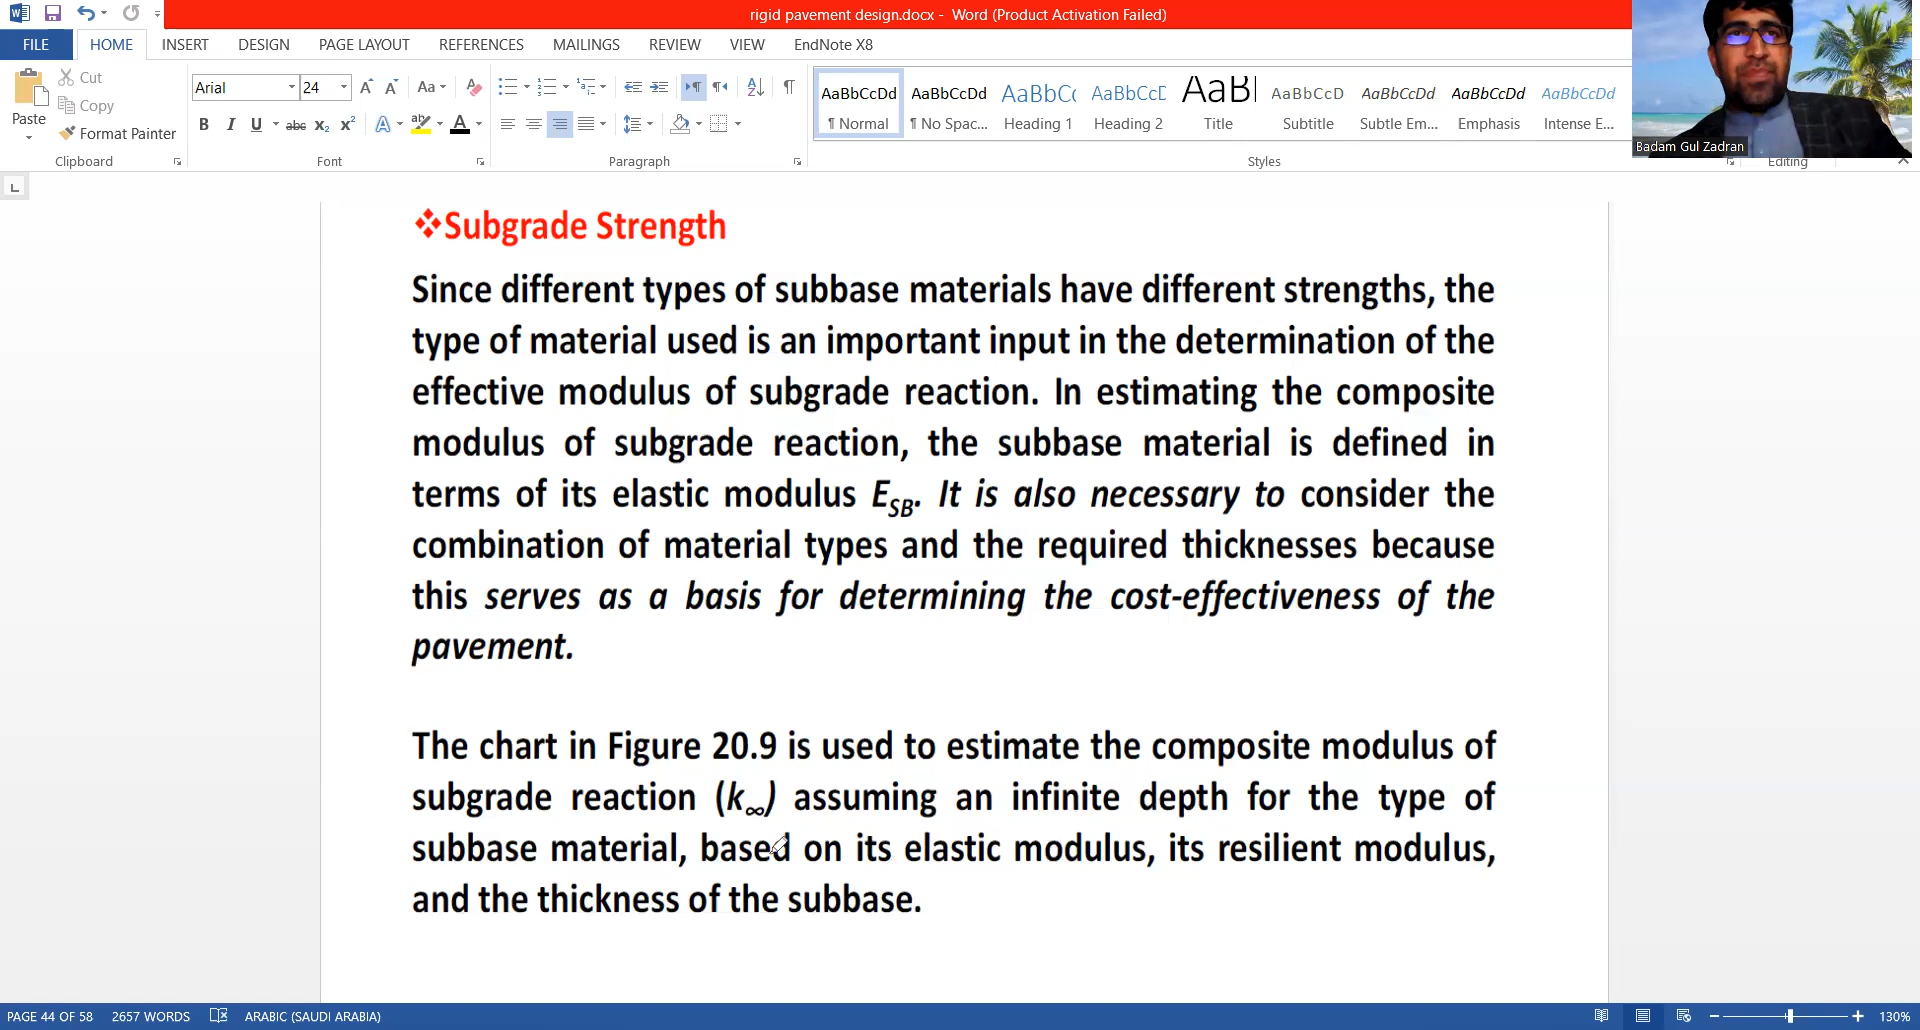 rigid pavement design.docx - Word (Product Activation Failed)
FILE HOME INSERT DESIGN PAGE LAYOUT REFERENCES MAILINGS REVIEW VIEW EndNote X8
Paste
Cut
Copy
Format Painter
Clipboard
Arial 24 Aa
B I U abc X₂ X² A ab A
Font
Paragraph
AaBbCcDd AaBbCcDd AaBbCc AaBbCcD AaB AaBbCcD AaBbCcDd AaBbCcDd AaBbCcDd
¶ Normal ¶ No Spac... Heading 1 Heading 2 Title Subtitle Subtle Em... Emphasis Intense E...
Styles
Editing
Badam Gul Zadran
❖Subgrade Strength
Since different types of subbase materials have different strengths, the
type of material used is an important input in the determination of the
effective modulus of subgrade reaction. In estimating the composite
modulus of subgrade reaction, the subbase material is defined in
terms of its elastic modulus E_SB. It is also necessary to consider the
combination of material types and the required thicknesses because
this serves as a basis for determining the cost-effectiveness of the
pavement.
The chart in Figure 20.9 is used to estimate the composite modulus of
subgrade reaction (k∞) assuming an infinite depth for the type of
subbase material, based on its elastic modulus, its resilient modulus,
and the thickness of the subbase.
PAGE 44 OF 58 2657 WORDS ARABIC (SAUDI ARABIA) 130%